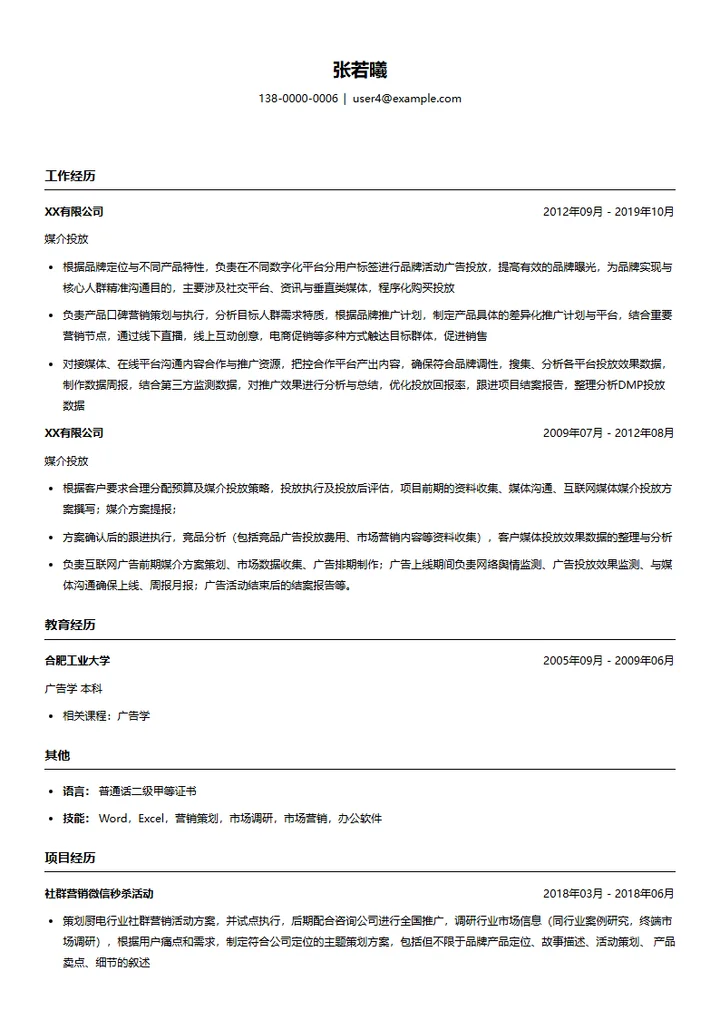 张若曦
138-0000-0006 | user4@example.com
工作经历
XX有限公司 2012年09月 - 2019年10月
媒介投放
• 根据品牌定位与不同产品特性，负责在不同数字化平台分用户标签进行品牌活动广告投放，提高有效的品牌曝光，为品牌实现与
核心人群精准沟通目的，主要涉及社交平台、资讯与垂直类媒体，程序化购买投放
• 负责产品口碑营销策划与执行，分析目标人群需求特质，根据品牌推广计划，制定产品具体的差异化推广计划与平台，结合重要
营销节点，通过线下直播，线上互动创意，电商促销等多种方式触达目标群体，促进销售
• 对接媒体、在线平台沟通内容合作与推广资源，把控合作平台产出内容，确保符合品牌调性，搜集、分析各平台投放效果数据，
制作数据周报，结合第三方监测数据，对推广效果进行分析与总结，优化投放回报率，跟进项目结案报告，整理分析DMP投放
数据
XX有限公司 2009年07月 - 2012年08月
媒介投放
• 根据客户要求合理分配预算及媒介投放策略，投放执行及投放后评估，项目前期的资料收集、媒体沟通、互联网媒体媒介投放方
案撰写；媒介方案提报；
• 方案确认后的跟进执行，竞品分析（包括竞品广告投放费用、市场营销内容等资料收集），客户媒体投放效果数据的整理与分析
• 负责互联网广告前期媒介方案策划、市场数据收集、广告排期制作；广告上线期间负责网络舆情监测、广告投放效果监测、与媒
体沟通确保上线、周报月报；广告活动结束后的结案报告等。
教育经历
合肥工业大学 2005年09月 - 2009年06月
广告学 本科
• 相关课程：广告学
其他
• 语言： 普通话二级甲等证书
• 技能： Word，Excel，营销策划，市场调研，市场营销，办公软件
项目经历
社群营销微信秒杀活动 2018年03月 - 2018年06月
• 策划厨电行业社群营销活动方案，并试点执行，后期配合咨询公司进行全国推广，调研行业市场信息（同行业案例研究，终端市
场调研），根据用户痛点和需求，制定符合公司定位的主题策划方案，包括但不限于品牌产品定位、故事描述、活动策划、 产品
卖点、细节的叙述